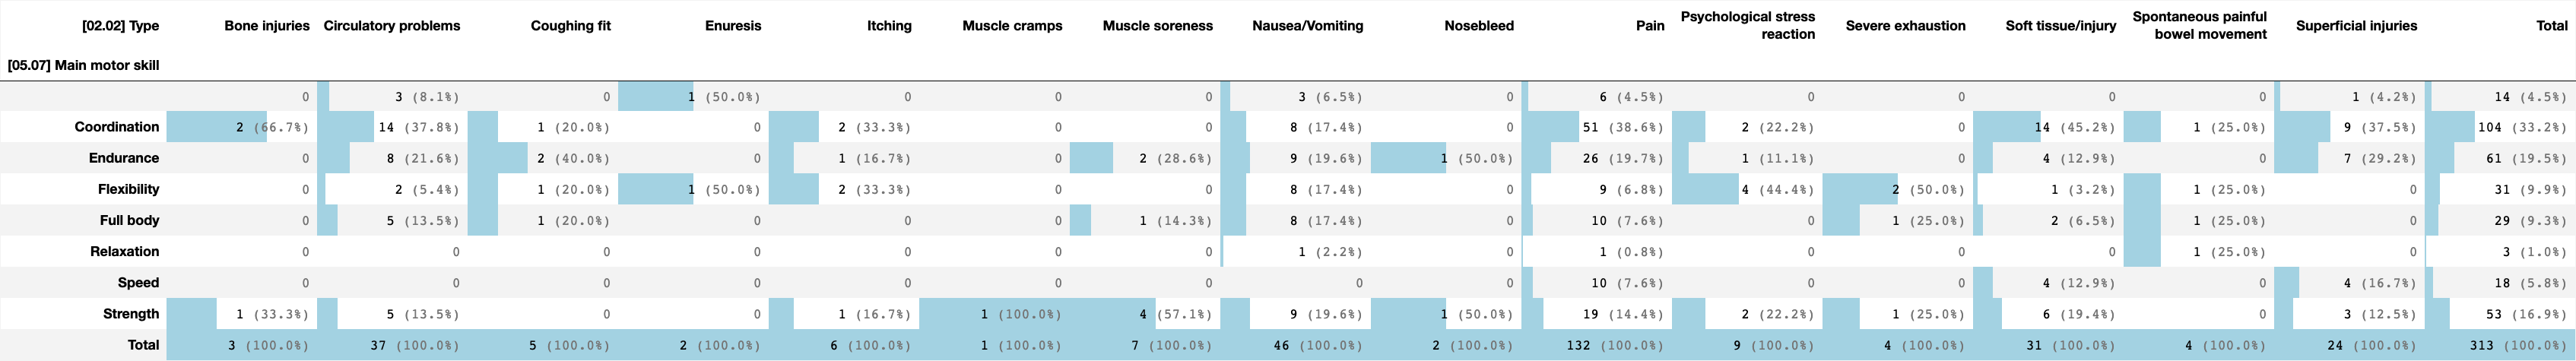 [02.02] Type Bone injuries Circulatory problems Coughing fit Enuresis Itching Muscle cramps Muscle soreness Nausea/Vomiting Nosebleed Pain Psychological stress reaction Severe exhaustion Soft tissue/injury Spontaneous painful bowel movement Superficial injuries Total
[05.07] Main motor skill
0 3 (8.1%) 0 1 (50.0%) 0 0 0 3 (6.5%) 0 6 (4.5%) 0 0 0 0 1 (4.2%) 14 (4.5%)
Coordination 2 (66.7%) 14 (37.8%) 1 (20.0%) 0 2 (33.3%) 0 0 8 (17.4%) 0 51 (38.6%) 2 (22.2%) 0 14 (45.2%) 1 (25.0%) 9 (37.5%) 104 (33.2%)
Endurance 0 8 (21.6%) 2 (40.0%) 0 1 (16.7%) 0 2 (28.6%) 9 (19.6%) 1 (50.0%) 26 (19.7%) 1 (11.1%) 0 4 (12.9%) 0 7 (29.2%) 61 (19.5%)
Flexibility 0 2 (5.4%) 1 (20.0%) 1 (50.0%) 2 (33.3%) 0 0 8 (17.4%) 0 9 (6.8%) 4 (44.4%) 2 (50.0%) 1 (3.2%) 1 (25.0%) 0 31 (9.9%)
Full body 0 5 (13.5%) 1 (20.0%) 0 0 0 1 (14.3%) 8 (17.4%) 0 10 (7.6%) 0 1 (25.0%) 2 (6.5%) 1 (25.0%) 0 29 (9.3%)
Relaxation 0 0 0 0 0 0 0 1 (2.2%) 0 1 (0.8%) 0 0 0 1 (25.0%) 0 3 (1.0%)
Speed 0 0 0 0 0 0 0 0 0 10 (7.6%) 0 0 4 (12.9%) 0 4 (16.7%) 18 (5.8%)
Strength 1 (33.3%) 5 (13.5%) 0 0 1 (16.7%) 1 (100.0%) 4 (57.1%) 9 (19.6%) 1 (50.0%) 19 (14.4%) 2 (22.2%) 1 (25.0%) 6 (19.4%) 0 3 (12.5%) 53 (16.9%)
Total 3 (100.0%) 37 (100.0%) 5 (100.0%) 2 (100.0%) 6 (100.0%) 1 (100.0%) 7 (100.0%) 46 (100.0%) 2 (100.0%) 132 (100.0%) 9 (100.0%) 4 (100.0%) 31 (100.0%) 4 (100.0%) 24 (100.0%) 313 (100.0%)